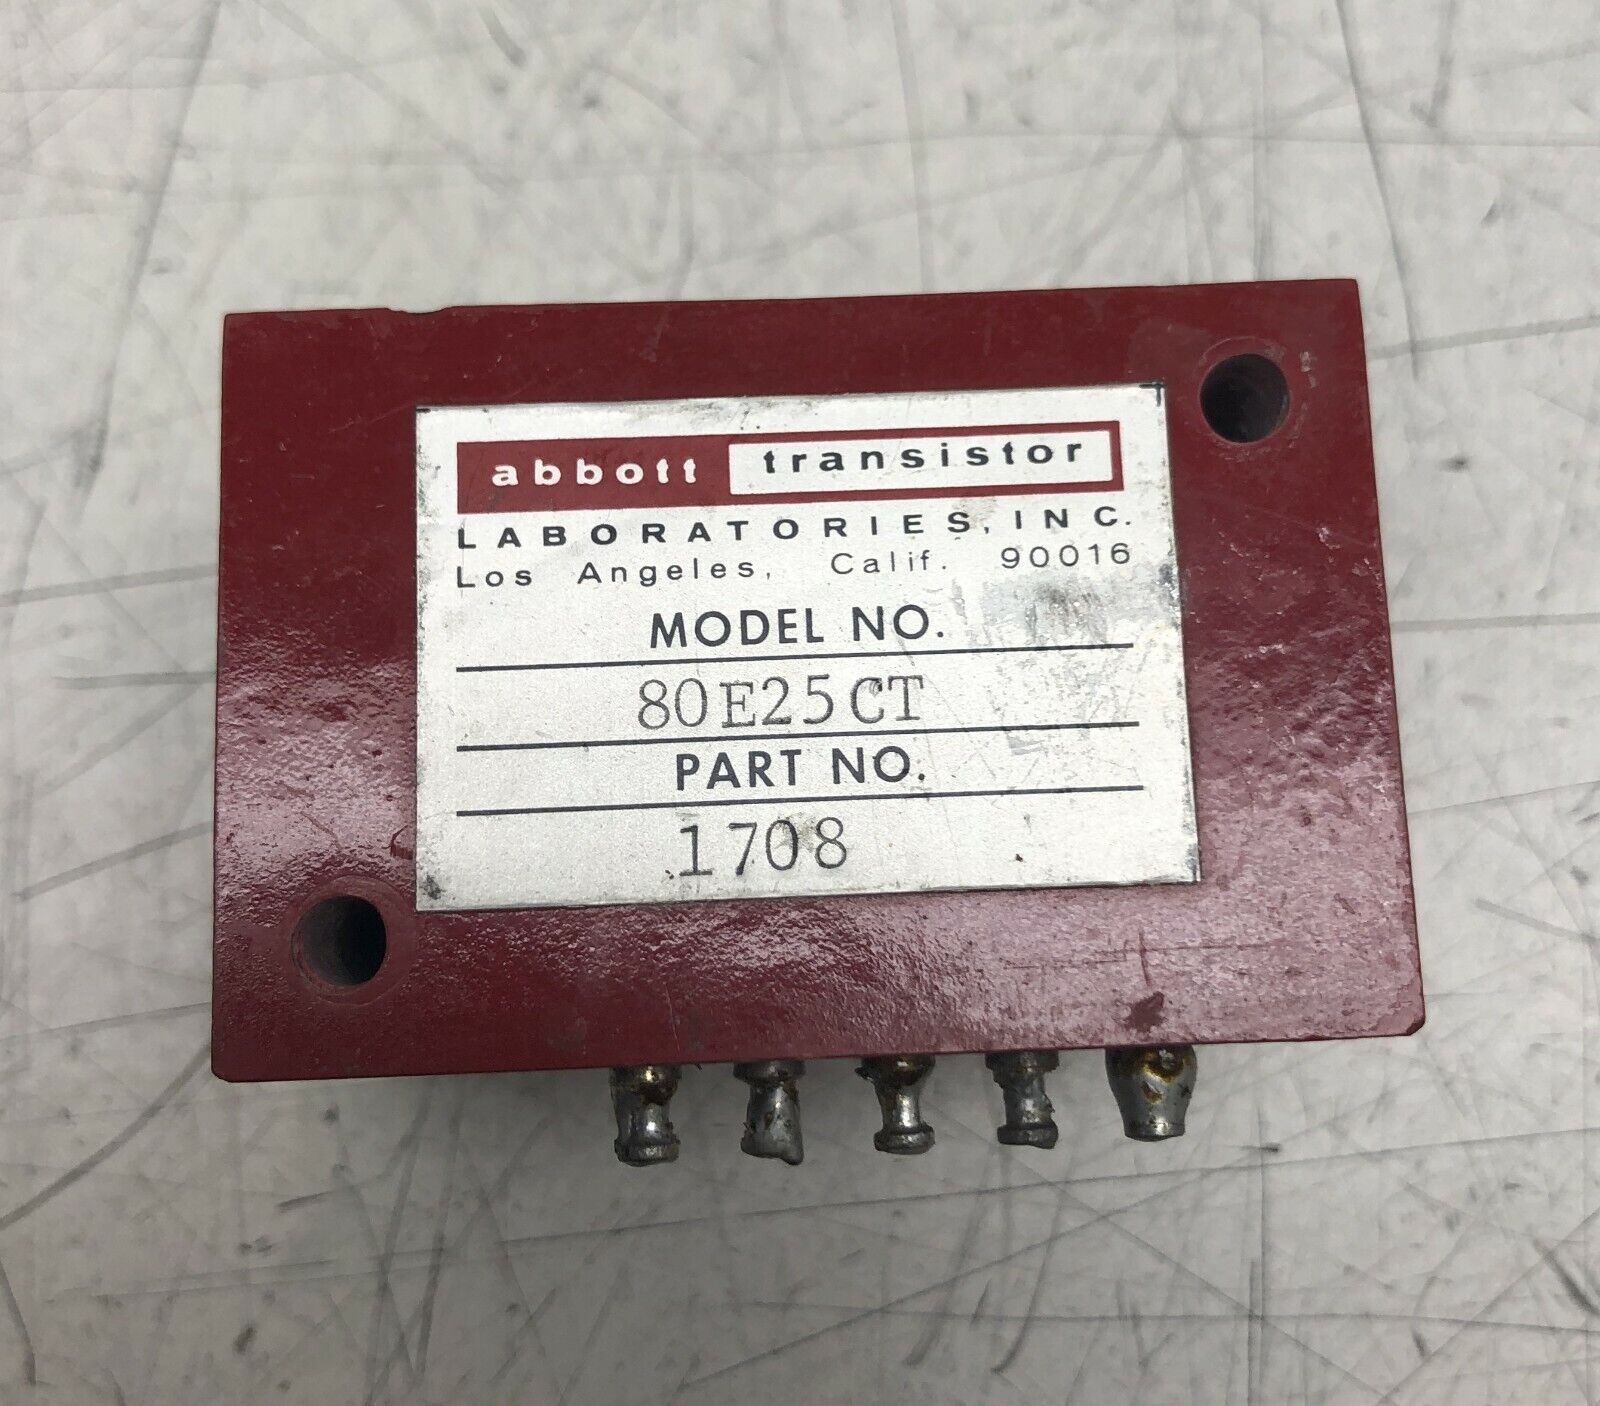 abbott transistor
LABORATORIES, INC.
Los Angeles, Calif. 90016
MODEL NO.
80E25CT
PART NO.
1708